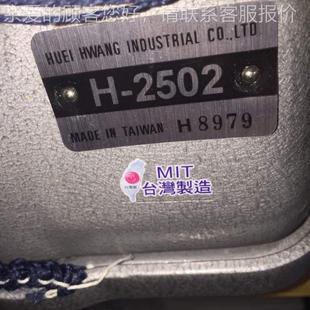 亲爱的顾客您好，请联系客服报价
HUEI HWANG INDUSTRIAL CO.,LTD
H-2502
MADE IN TAIWAN H8979
MIT
台灣製造